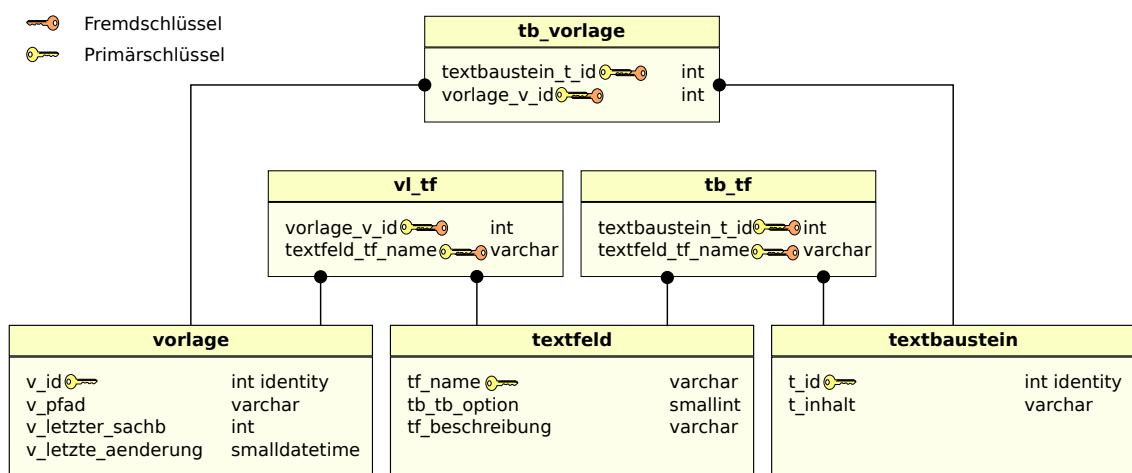 Fremdschlüssel
Primärschlüssel
tb_vorlage
textbaustein_t_id int
vorlage_v_id int
vl_tf
vorlage_v_id int
textfeld_tf_name varchar
tb_tf
textbaustein_t_id int
textfeld_tf_name varchar
vorlage
v_id int identity
v_pfad varchar
v_letzter_sachb int
v_letzte_aenderung smalldatetime
textfeld
tf_name varchar
tb_tb_option smallint
tf_beschreibung varchar
textbaustein
t_id int identity
t_inhalt varchar